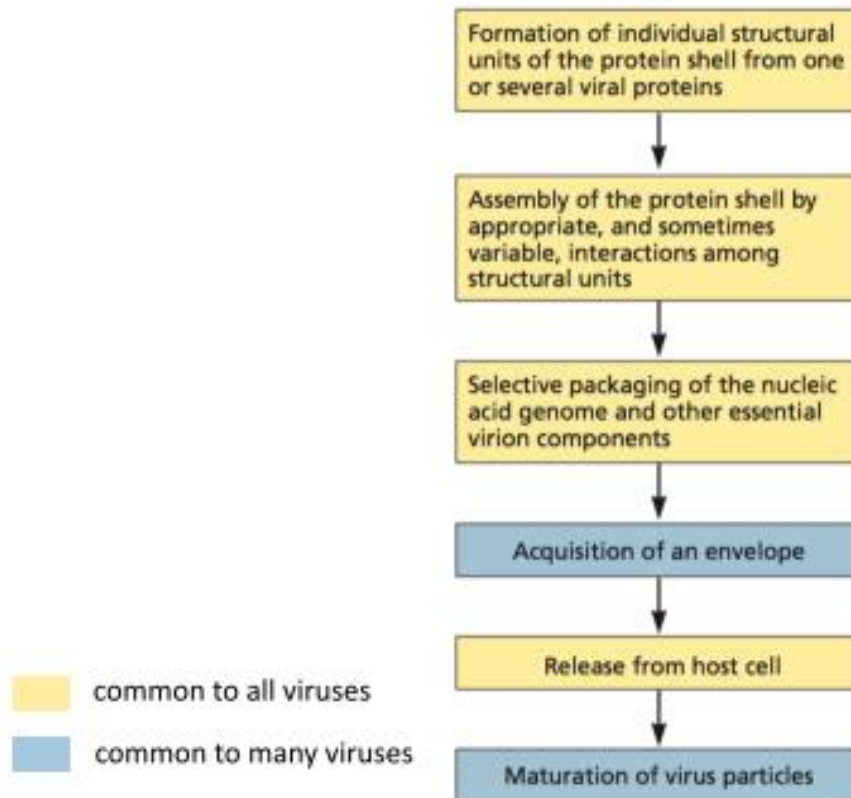 Formation of individual structural
units of the protein shell from one
or several viral proteins
Assembly of the protein shell by
appropriate, and sometimes
variable, interactions among
structural units
Selective packaging of the nucleic
acid genome and other essential
virion components
Acquisition of an envelope
Release from host cell
Maturation of virus particles
common to all viruses
common to many viruses